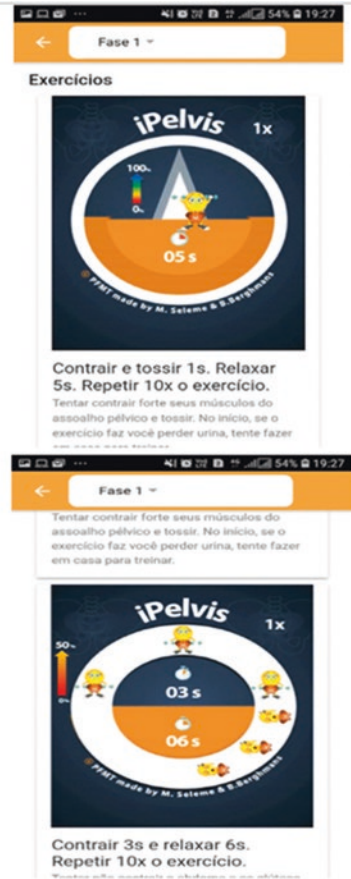 54% 19:27
Fase 1
Exercícios
iPelvis
1x
100%
0%
05 s
PFMT made by M. Seleme & B.Berghmans
Contrair e tossir 1s. Relaxar
5s. Repetir 10x o exercício.
Tentar contrair forte seus músculos do
assoalho pélvico e tossir. No início, se o
exercício faz você perder urina, tente fazer
em casa para treinar.
54% 19:27
Fase 1
Tentar contrair forte seus músculos do
assoalho pélvico e tossir. No início, se o
exercício faz você perder urina, tente fazer
em casa para treinar.
iPelvis
1x
50%
0%
03 s
06 s
PFMT made by M. Seleme & B.Berghmans
Contrair 3s e relaxar 6s.
Repetir 10x o exercício.